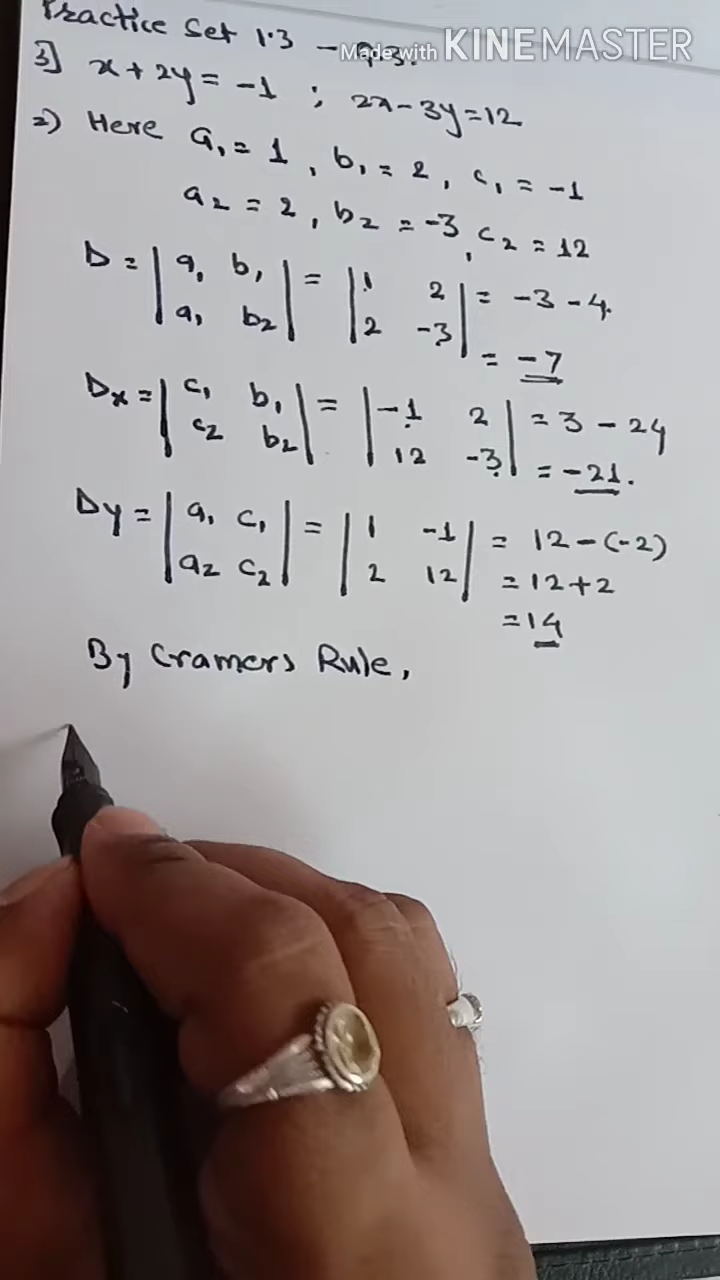 Practice Set 1.3 -
Made with KINEMASTER
3] x + 2y = -1 ; 2x - 3y = 12
2) Here a₁ = 1, b₁ = 2, c₁ = -1
a₂ = 2, b₂ = -3, c₂ = 12
D = | a₁ b₁ | = | 1 2 | = -3 - 4.
| a₁ b₂ | | 2 -3 |
= -7
Dx = | c₁ b₁ | = | -1 2 | = 3 - 24
| c₂ b₂ | | 12 -3 | = -21.
Dy = | a₁ c₁ | = | 1 -1 | = 12 - (-2)
| a₂ c₂ | | 2 12 | = 12 + 2
= 14
By Cramers Rule,